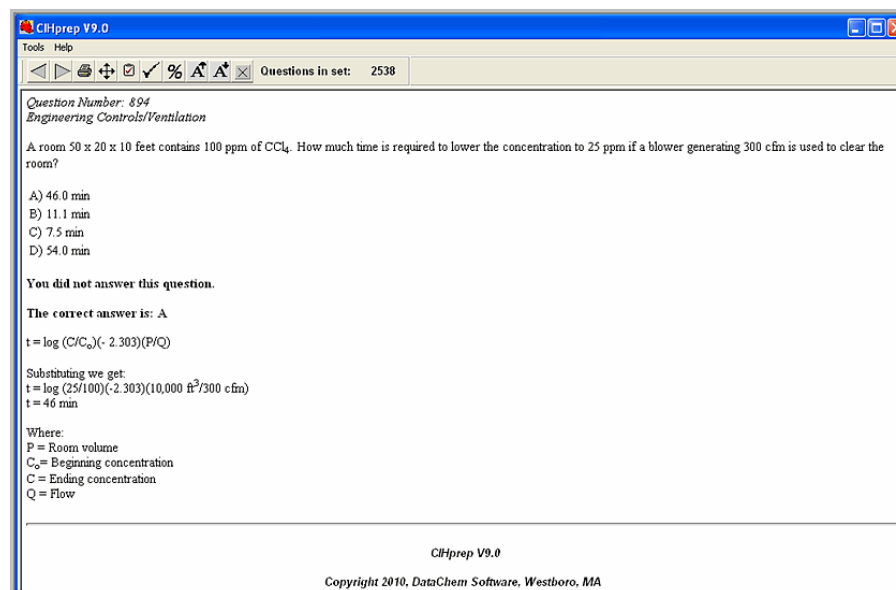 CIHprep V9.0
Tools Help
% A A Questions in set: 2538
Question Number: 894
Engineering Controls/Ventilation
A room 50 x 20 x 10 feet contains 100 ppm of CCl₄. How much time is required to lower the concentration to 25 ppm if a blower generating 300 cfm is used to clear the
room?
A) 46.0 min
B) 11.1 min
C) 7.5 min
D) 54.0 min
You did not answer this question.
The correct answer is: A
t = log (C/Cₒ)(- 2.303)(P/Q)
Substituting we get:
t = log (25/100)(-2.303)(10,000 ft³/300 cfm)
t = 46 min
Where:
P = Room volume
Cₒ= Beginning concentration
C = Ending concentration
Q = Flow
CIHprep V9.0
Copyright 2010, DataChem Software, Westboro, MA